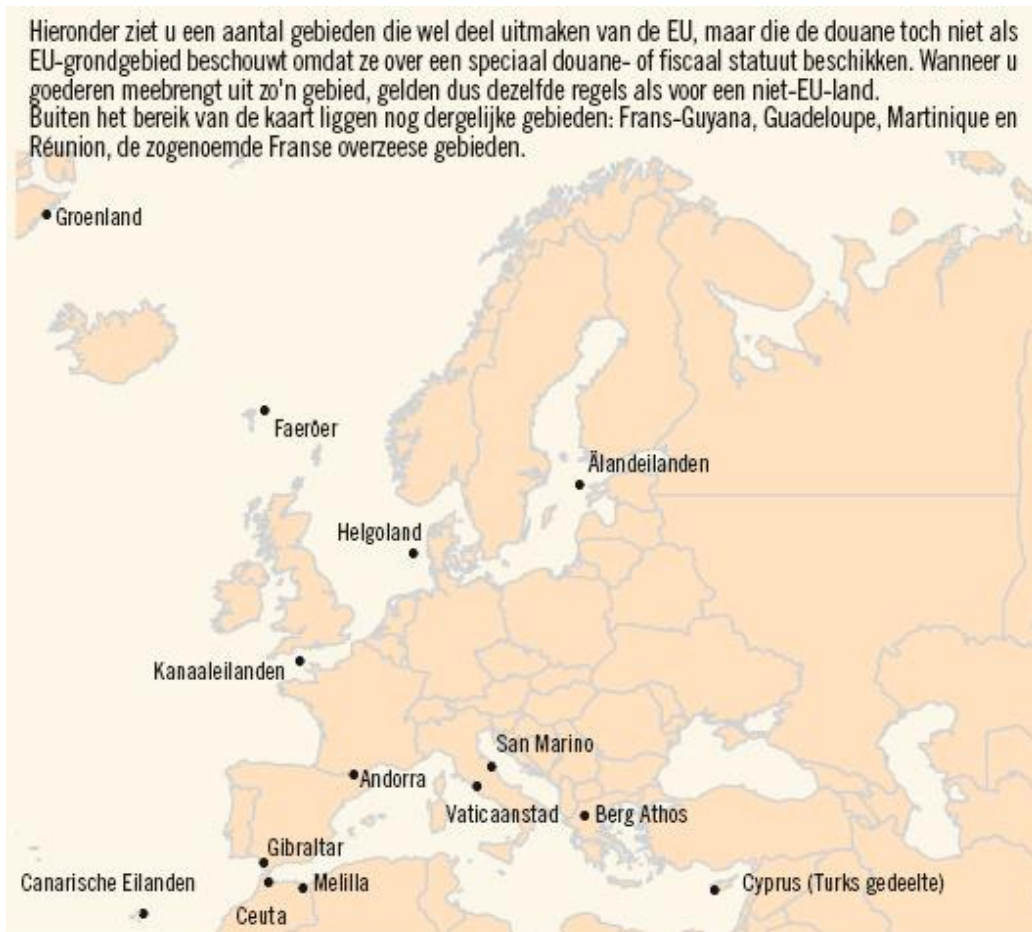 Hieronder ziet u een aantal gebieden die wel deel uitmaken van de EU, maar die de douane toch niet als
EU-grondgebied beschouwt omdat ze over een speciaal douane- of fiscaal statuut beschikken. Wanneer u
goederen meebrengt uit zo'n gebied, gelden dus dezelfde regels als voor een niet-EU-land.
Buiten het bereik van de kaart liggen nog dergelijke gebieden: Frans-Guyana, Guadeloupe, Martinique en
Réunion, de zogenoemde Franse overzeese gebieden.
Groenland
Faeröer
Älandeilanden
Helgoland
Kanaaleilanden
San Marino
Andorra
Vaticaanstad
Berg Athos
Gibraltar
Canarische Eilanden
Melilla
Cyprus (Turks gedeelte)
Ceuta